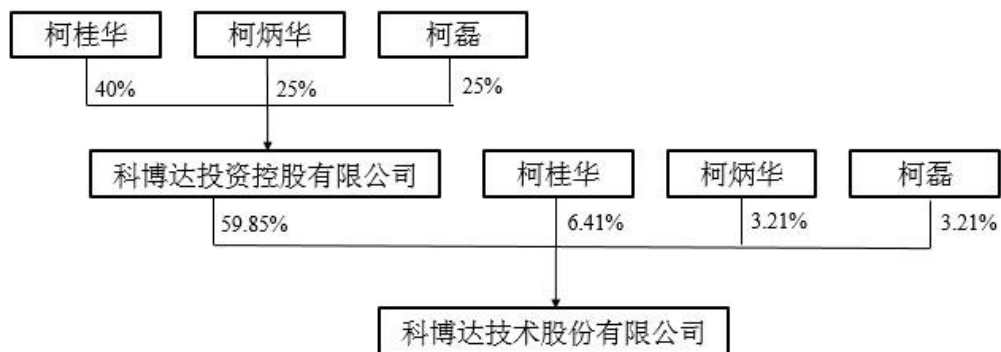 柯桂华 柯炳华 柯磊
40% 25% 25%
科博达投资控股有限公司 柯桂华 柯炳华 柯磊
59.85% 6.41% 3.21% 3.21%
科博达技术股份有限公司